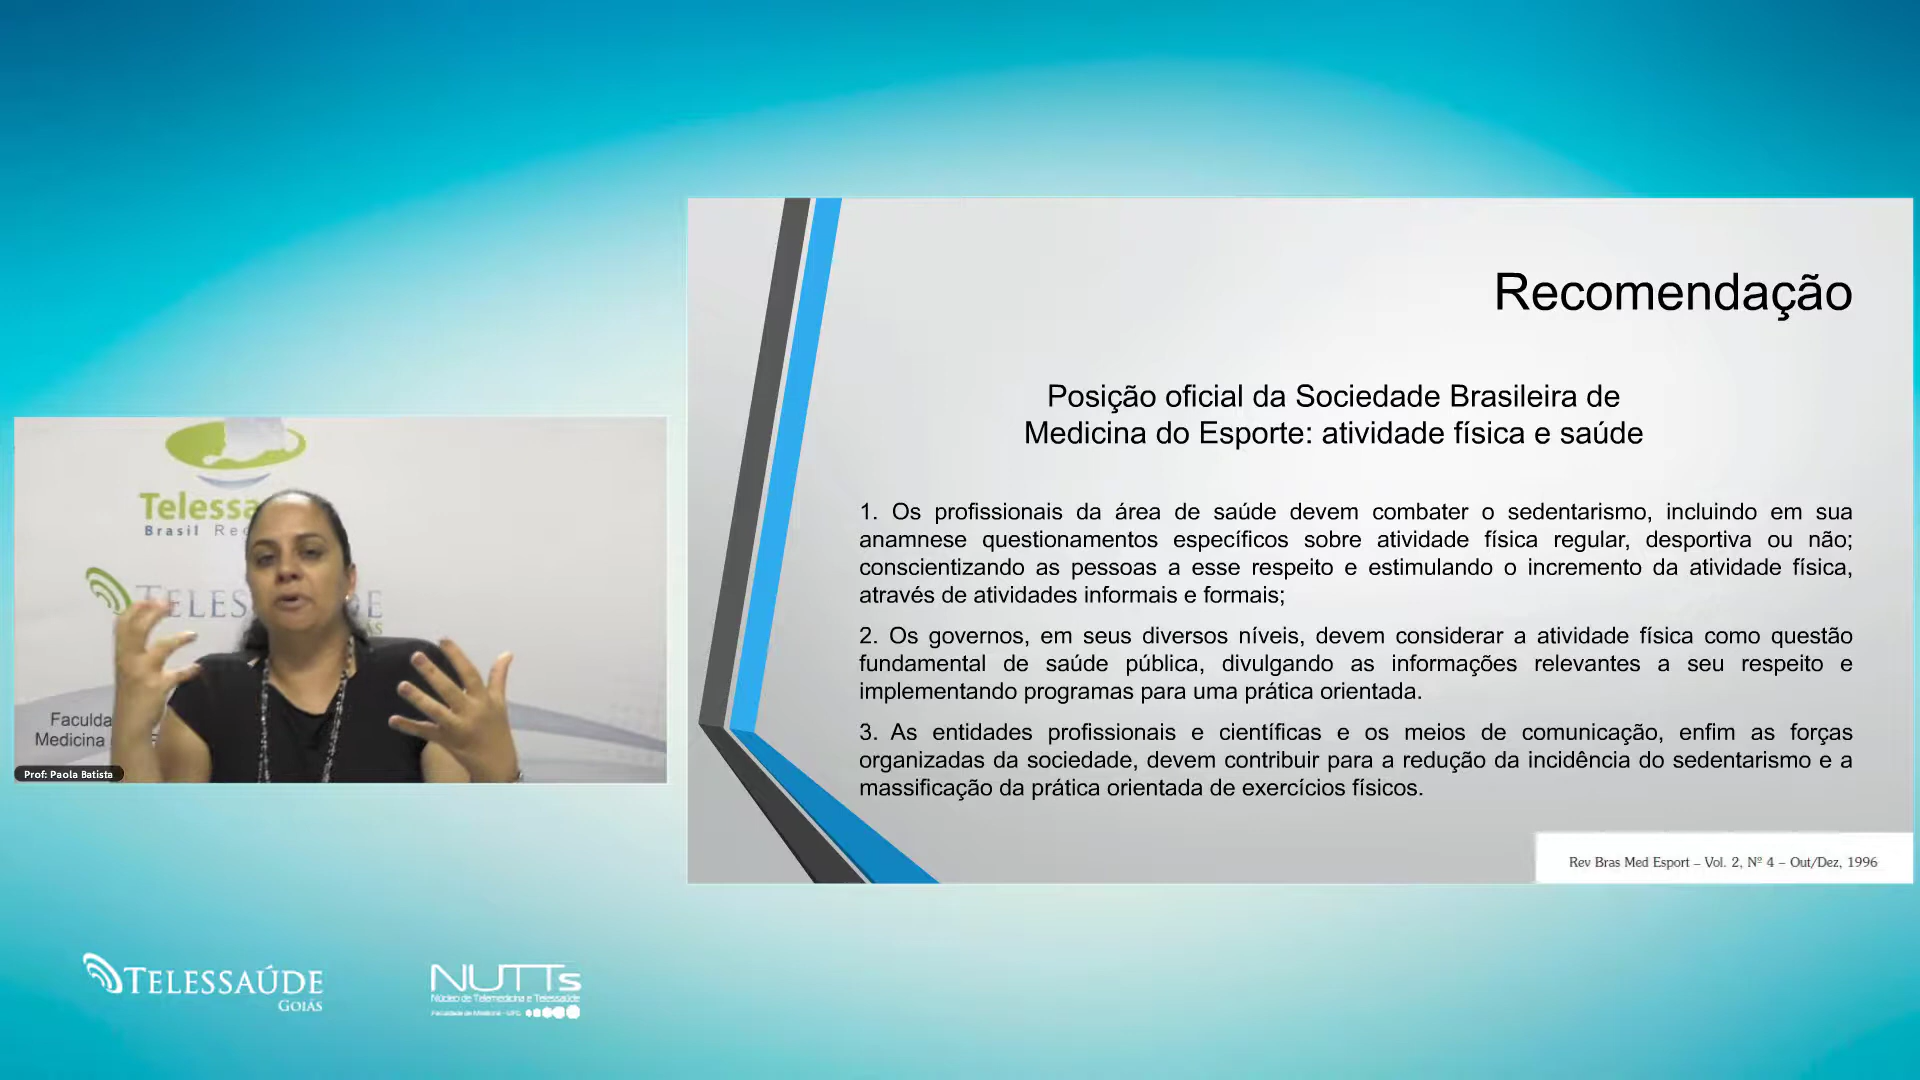 Recomendação
Posição oficial da Sociedade Brasileira de
Medicina do Esporte: atividade física e saúde
1. Os profissionais da área de saúde devem combater o sedentarismo, incluindo em sua
anamnese questionamentos específicos sobre atividade física regular, desportiva ou não;
conscientizando as pessoas a esse respeito e estimulando o incremento da atividade física,
através de atividades informais e formais;
2. Os governos, em seus diversos níveis, devem considerar a atividade física como questão
fundamental de saúde pública, divulgando as informações relevantes a seu respeito e
implementando programas para uma prática orientada.
3. As entidades profissionais e científicas e os meios de comunicação, enfim as forças
organizadas da sociedade, devem contribuir para a redução da incidência do sedentarismo e a
massificação da prática orientada de exercícios físicos.
Rev Bras Med Esport – Vol. 2, Nº 4 – Out/Dez, 1996
Telessa
Brasil Re
TELES
DE
Faculda
Medicina
Prof: Paola Batista
TELESSAÚDE
GOIÁS
NUTTs
Núcleo de Telemedicina e Telessaúde
Faculdade de Medicina - UFG